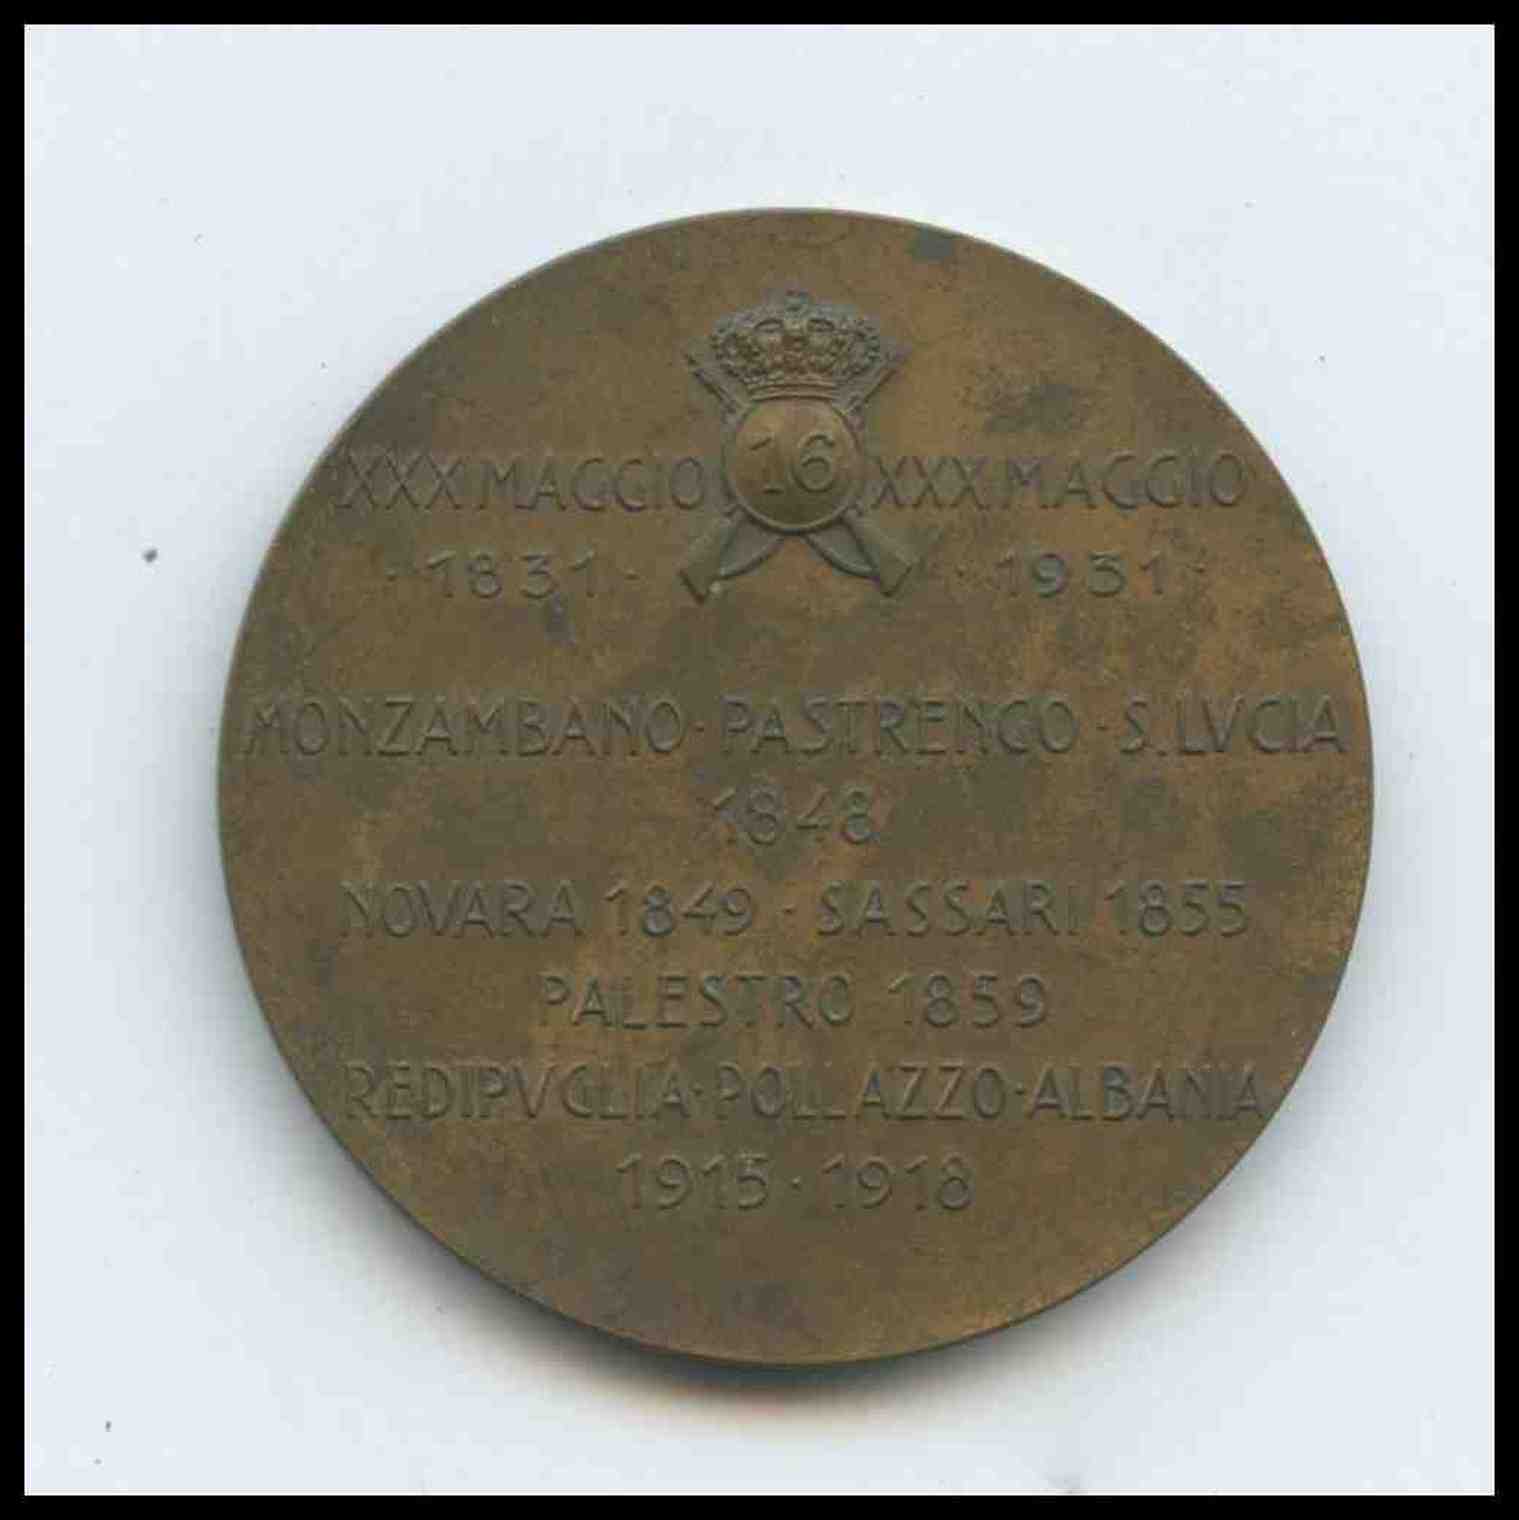 XXX MAGGIO 16 XXX MAGGIO
· 1831 · · 1931 ·
MONZAMBANO · PASTRENGO · S. LVCIA
1848
NOVARA 1849 · SASSARI 1855
PALESTRO 1859
REDIPVGLIA · POLLAZZO · ALBANIA
1915 · 1918